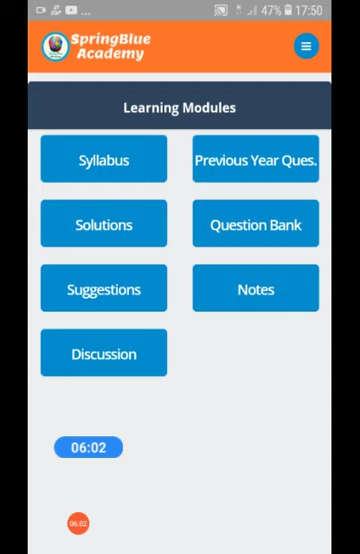 ... 47% 17:50
SpringBlue
Academy
Learning Modules
Syllabus
Previous Year Ques.
Solutions
Question Bank
Suggestions
Notes
Discussion
06:02
06:02